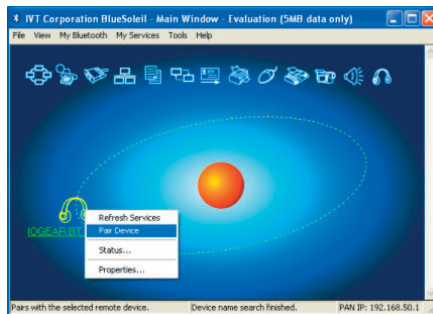 IVT Corporation BlueSoleil - Main Window - Evaluation (5MB data only)
File View My Bluetooth My Services Tools Help
IOGEAR BT
Refresh Services
Pair Device
Status...
Properties...
Pairs with the selected remote device. Device name search finished. PAN IP: 192.168.50.1